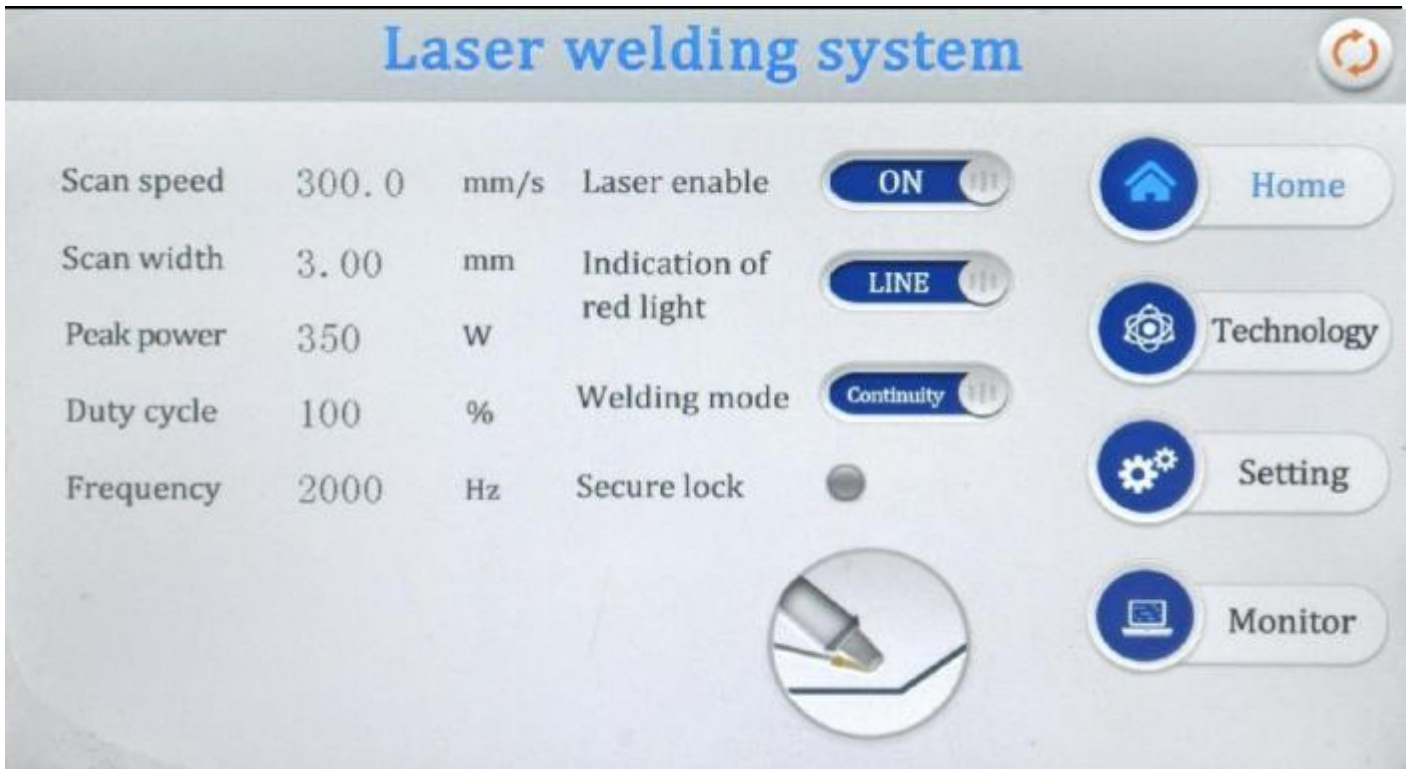 Laser welding system
Scan speed 300.0 mm/s Laser enable ON
Home
Scan width 3.00 mm Indication of
red light LINE
Peak power 350 W
Technology
Duty cycle 100 % Welding mode Continuity
Setting
Frequency 2000 Hz Secure lock
Monitor